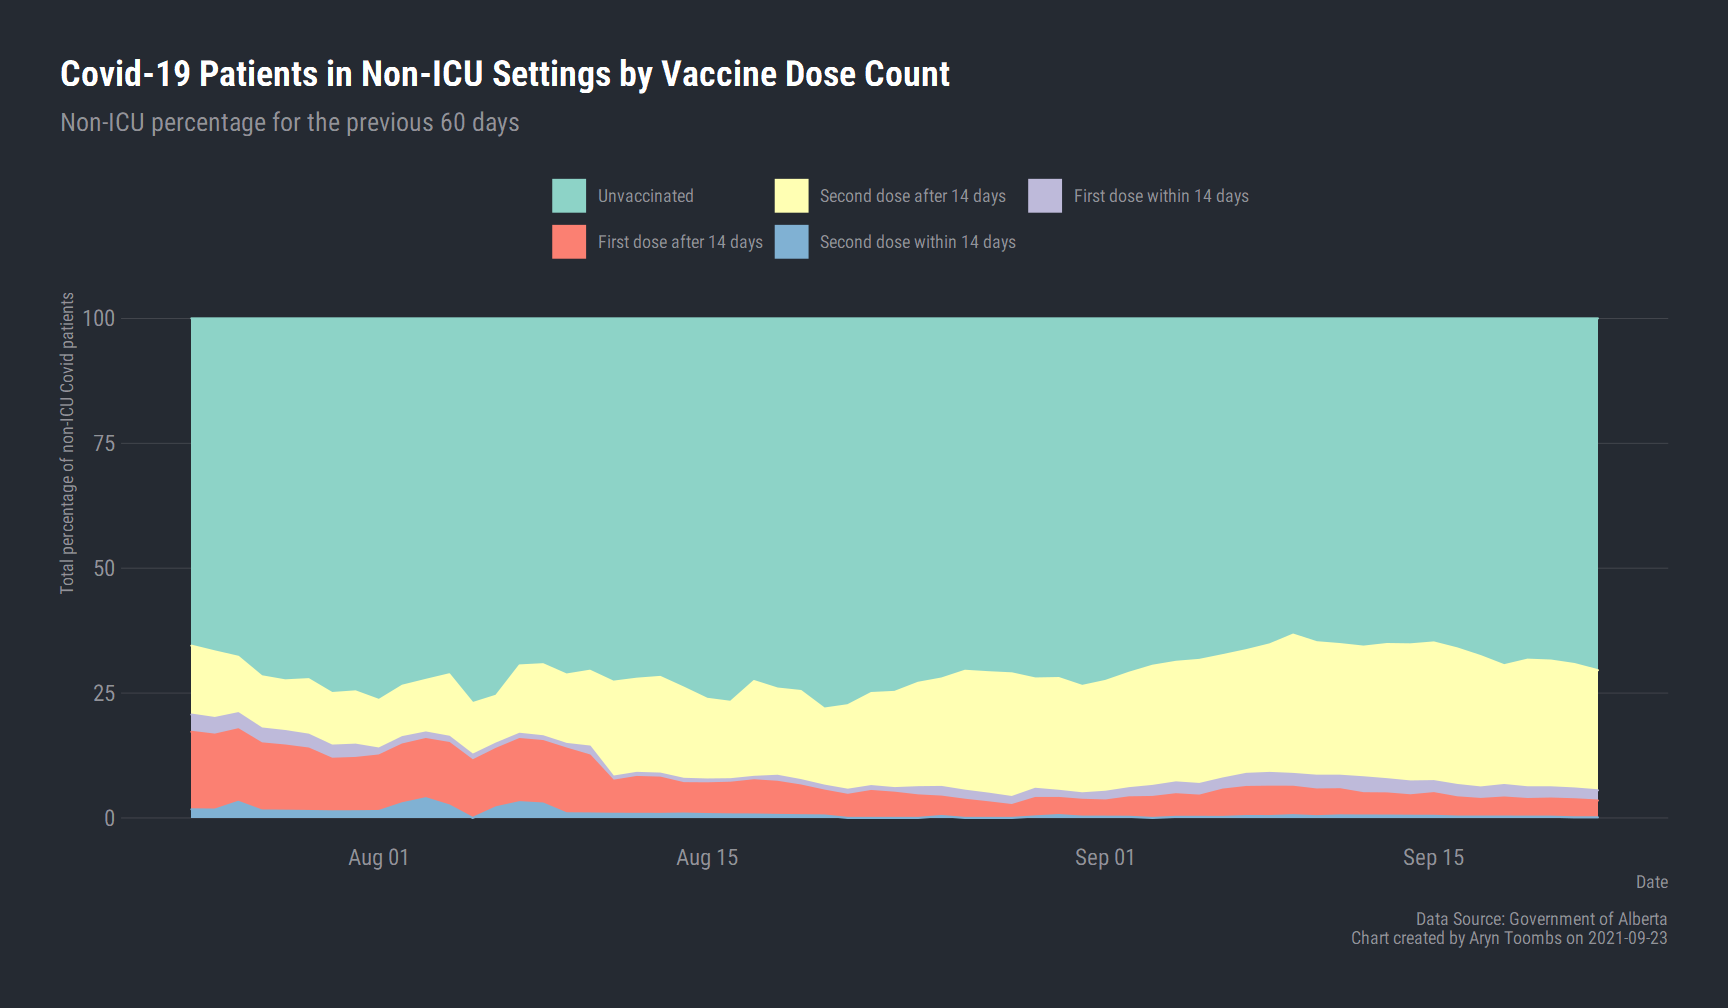 Covid-19 Patients in Non-ICU Settings by Vaccine Dose Count
Non-ICU percentage for the previous 60 days
Unvaccinated
Second dose after 14 days
First dose within 14 days
First dose after 14 days
Second dose within 14 days
Total percentage of non-ICU Covid patients
100
75
50
25
0
Aug 01
Aug 15
Sep 01
Sep 15
Date
Data Source: Government of Alberta
Chart created by Aryn Toombs on 2021-09-23